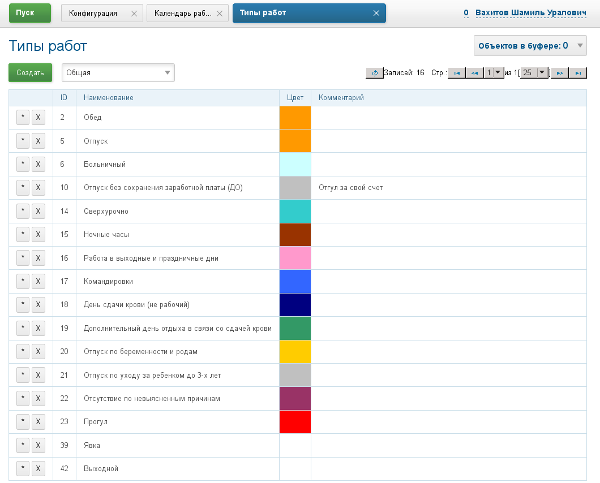 Пуск Конфигурация Календарь раб... Типы работ 0 Вахитов Шамиль Уралович
Типы работ Объектов в буфере: 0
Создать Общая Записей: 16 Стр.: 1 из 1[ 25 ]
ID Наименование Цвет Комментарий
* X 2 Обед
* X 5 Отпуск
* X 6 Больничный
* X 10 Отпуск без сохранения заработной платы (ДО) Отгул за свой счет
* X 14 Сверхурочно
* X 15 Ночные часы
* X 16 Работа в выходные и праздничные дни
* X 17 Командировки
* X 18 День сдачи крови (не рабочий)
* X 19 Дополнительный день отдыха в связи со сдачей крови
* X 20 Отпуск по беременности и родам
* X 21 Отпуск по уходу за ребенком до 3-х лет
* X 22 Отсутствие по невыясненным причинам
* X 23 Прогул
* X 39 Явка
* X 42 Выходной